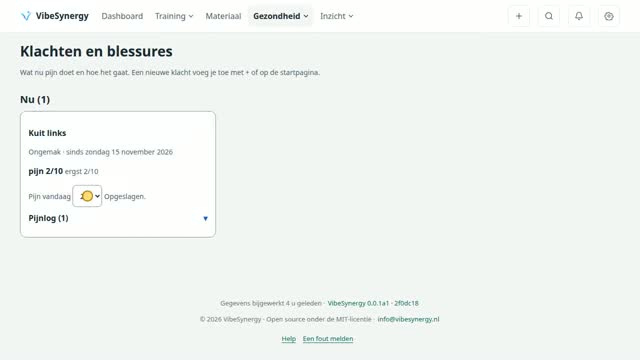 VibeSynergy Dashboard Training Materiaal Gezondheid Inzicht
Klachten en blessures
Wat nu pijn doet en hoe het gaat. Een nieuwe klacht voeg je toe met + of op de startpagina.
Nu (1)
Kuit links
Ongemak · sinds zondag 15 november 2026
pijn 2/10 ergst 2/10
Pijn vandaag Opgeslagen.
Pijnlog (1)
Gegevens bijgewerkt 4 u geleden · VibeSynergy 0.0.1a1 · 2f0dc18
© 2026 VibeSynergy · Open source onder de MIT-licentie · info@vibesynergy.nl
Help Een fout melden